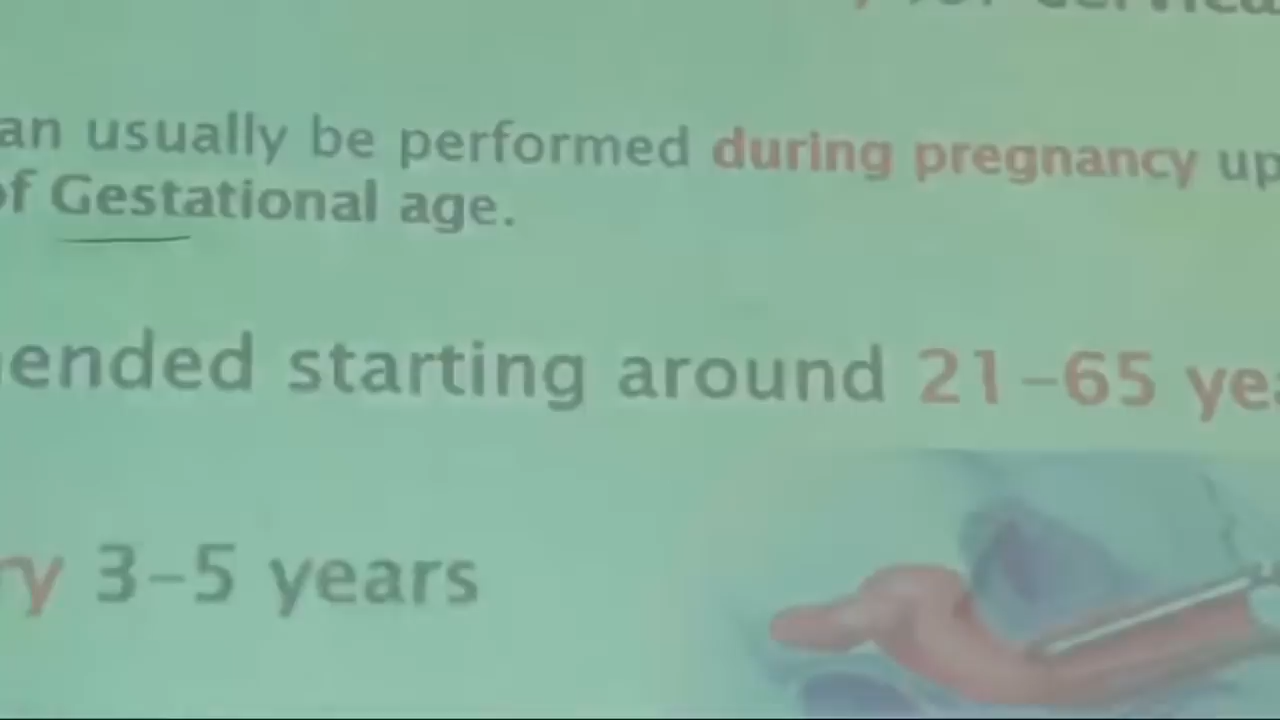 an usually be performed during pregnancy up
of Gestational age.
ended starting around 21-65 ye
y 3-5 years